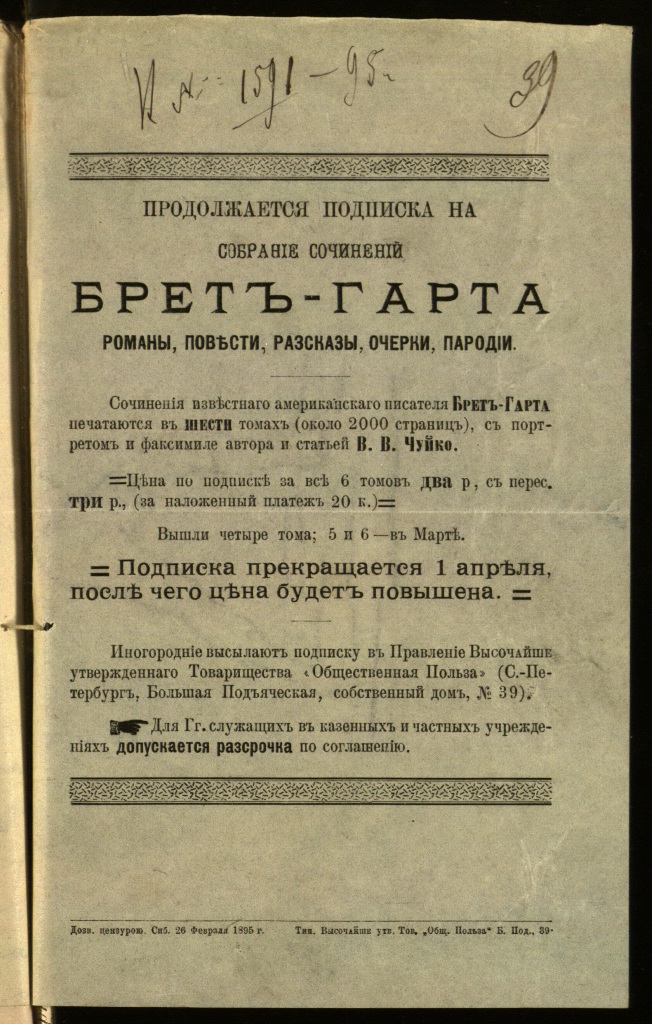 № 1591 – 95.
39
ПРОДОЛЖАЕТСЯ ПОДПИСКА НА
СОБРАНІЕ СОЧИНЕНІЙ
БРЕТЪ-ГАРТА
РОМАНЫ, ПОВѢСТИ, РАЗСКАЗЫ, ОЧЕРКИ, ПАРОДІИ.
Сочиненія извѣстнаго американскаго писателя БРЕТЪ-ГАРТА
печатаются въ ШЕСТИ томахъ (около 2000 страницъ), съ порт-
ретомъ и факсимиле автора и статьей В. В. Чуйко.
=Цѣна по подпискѣ за всѣ 6 томовъ два р, съ перес.
три р., (за наложенный платежъ 20 к.)=
Вышли четыре тома; 5 и 6—въ Мартѣ.
= Подписка прекращается 1 апрѣля,
послѣ чего цѣна будетъ повышена. =
Иногородніе высылаютъ подписку въ Правленіе Высочайше
утвержденнаго Товарищества «Общественная Польза» (С.-Пе-
тербургъ, Большая Подъяческая, собственный домъ, № 39).
Для Гг. служащихъ въ казенныхъ и частныхъ учрежде-
ніяхъ допускается разсрочка по соглашенію.
Дозв. цензурою. Спб. 26 Февраля 1895 г. Тип. Высочайше утв. Тов. „Общ. Польза“ Б. Под., 39·